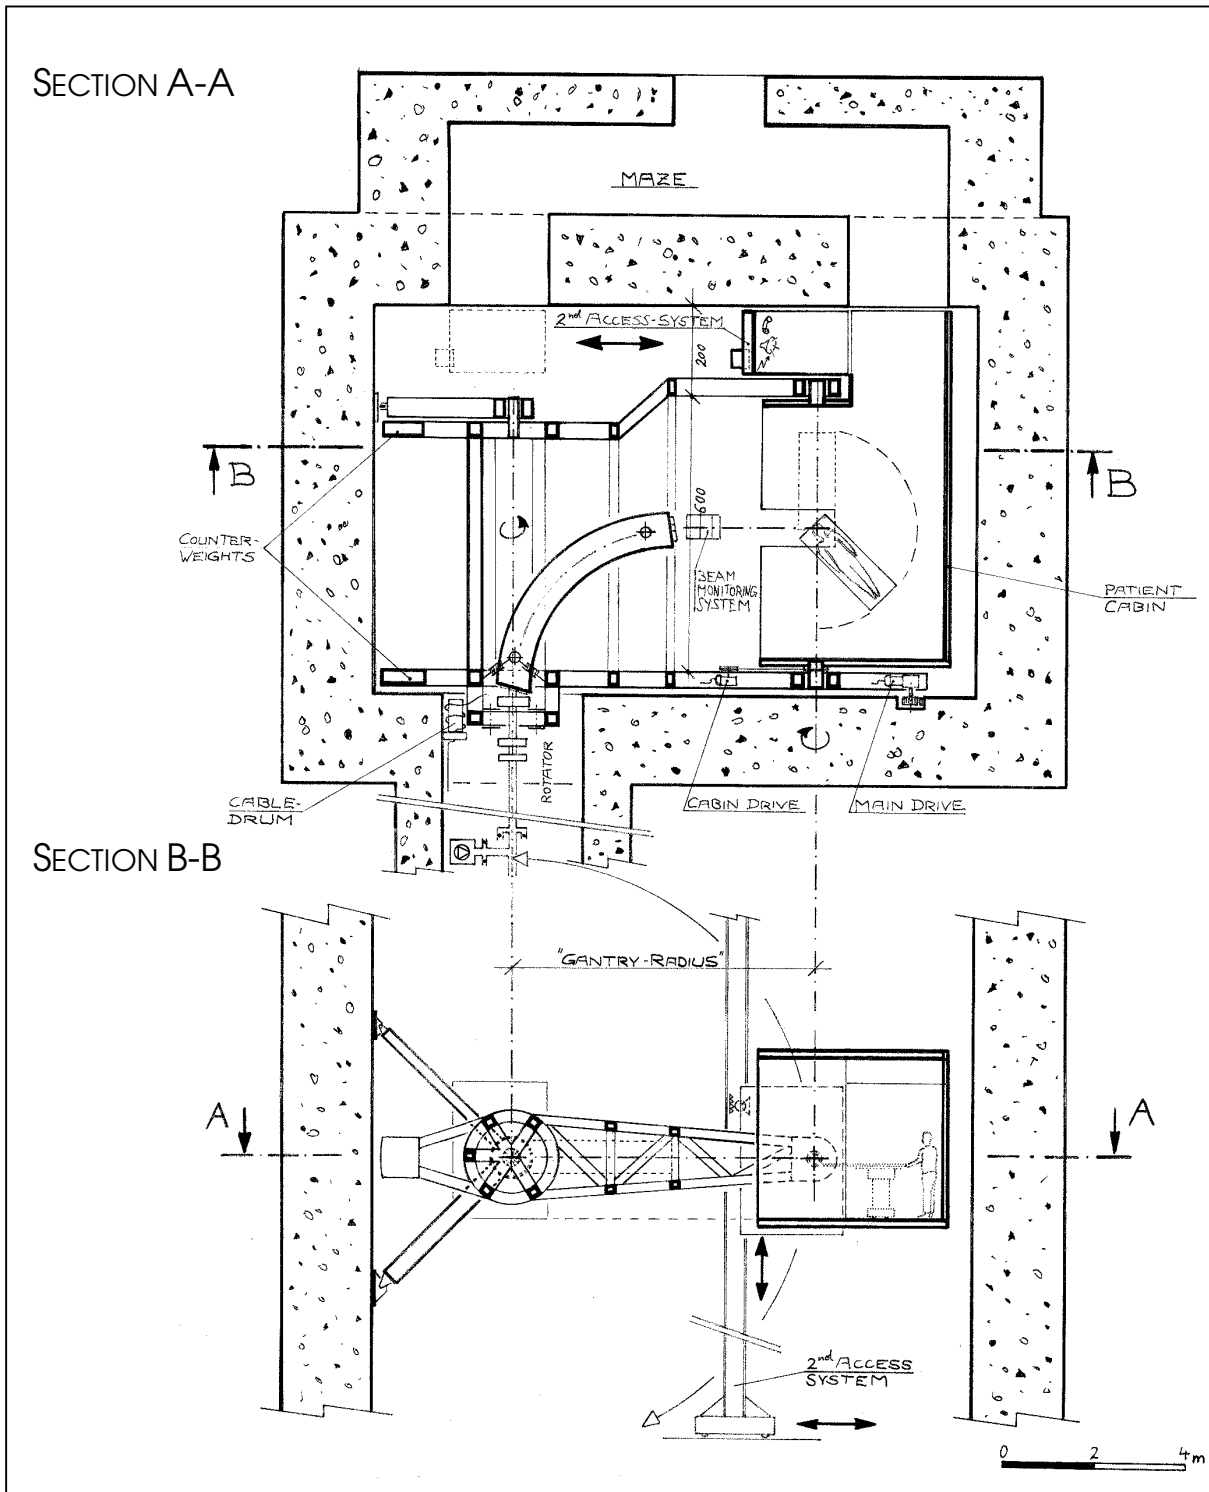 SECTION A-A
MAZE
2nd ACCESS-SYSTEM
200
B
B
600
COUNTER-
WEIGHTS
BEAM
MONITORING
SYSTEM
PATIENT
CABIN
ROTATOR
CABLE-
DRUM
CABIN DRIVE
MAIN DRIVE
SECTION B-B
"GANTRY-RADIUS"
A
A
2nd ACCESS
SYSTEM
0 2 4 m